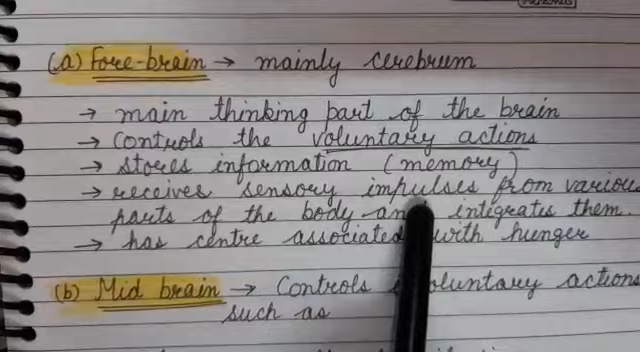 (a) Fore-brain → mainly cerebrum
→ main thinking part of the brain
→ controls the voluntary actions
→ stores information (memory)
→ receives sensory impulses from various
parts of the body integrates them.
→ has centre associated with hunger
(b) Mid brain → Controls actions
such as